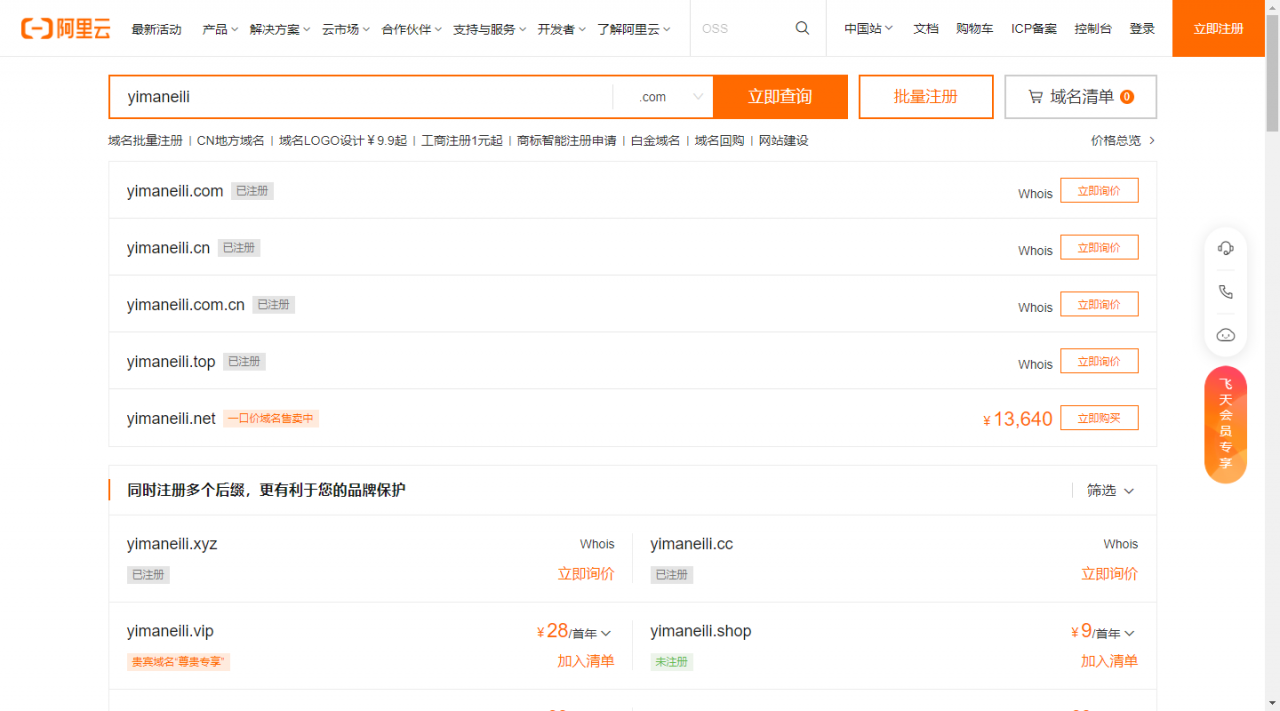 阿里云 最新活动 产品 解决方案 云市场 合作伙伴 支持与服务 开发者 了解阿里云 OSS 中国站 文档 购物车 ICP备案 控制台 登录 立即注册
yimaneili .com 立即查询 批量注册 域名清单 0
域名批量注册 | CN地方域名 | 域名LOGO设计￥9.9起 | 工商注册1元起 | 商标智能注册申请 | 白金域名 | 域名回购 | 网站建设 价格总览
yimaneili.com 已注册 Whois 立即询价
yimaneili.cn 已注册 Whois 立即询价
yimaneili.com.cn 已注册 Whois 立即询价
yimaneili.top 已注册 Whois 立即询价
yimaneili.net 一口价域名售卖中 ¥13,640 立即购买
同时注册多个后缀，更有利于您的品牌保护 筛选
yimaneili.xyz Whois yimaneili.cc Whois
已注册 立即询价 已注册 立即询价
yimaneili.vip ¥28/首年 yimaneili.shop ¥9/首年
贵宾域名“尊贵专享” 加入清单 未注册 加入清单
飞天会员专享